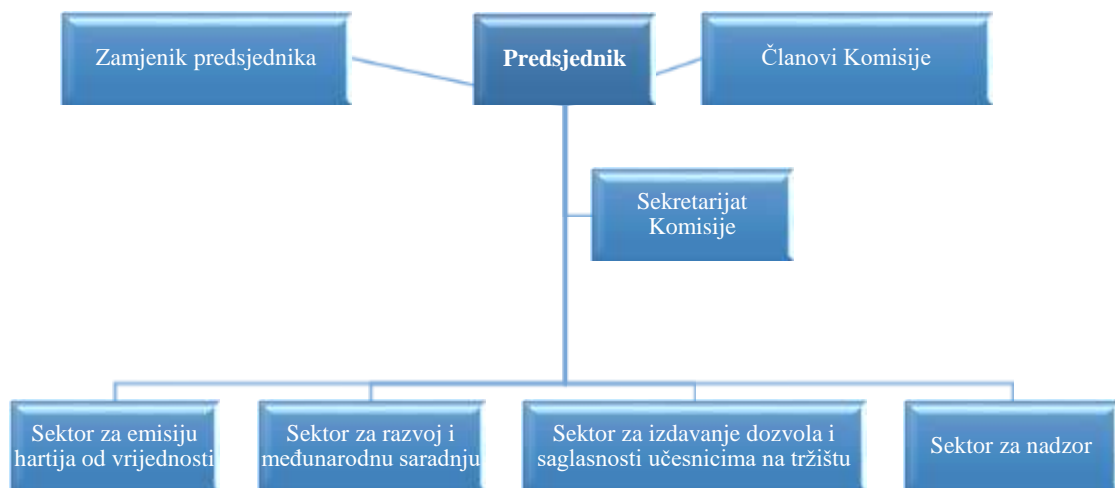 Zamjenik predsjednika
Predsjednik
Članovi Komisije
Sekretarijat
Komisije
Sektor za emisiju
hartija od vrijednosti
Sektor za razvoj i
međunarodnu saradnju
Sektor za izdavanje dozvola i
saglasnosti učesnicima na tržištu
Sektor za nadzor